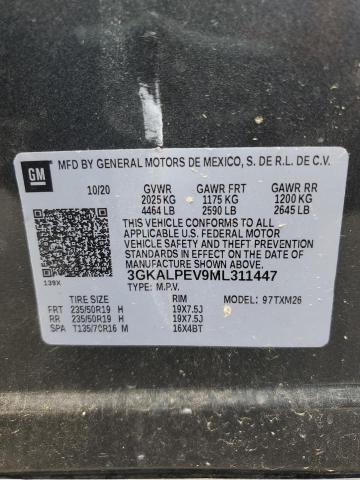 GM
MFD BY GENERAL MOTORS DE MEXICO, S. DE R.L. DE C.V.
10/20 GVWR GAWR FRT GAWR RR
2025 KG 1175 KG 1200 KG
4464 LB 2590 LB 2645 LB
THIS VEHICLE CONFORMS TO ALL
APPLICABLE U.S. FEDERAL MOTOR
VEHICLE SAFETY, BUMPER, AND
THEFT PREVENTION STANDARDS
IN EFFECT ON THE DATE OF
MANUFACTURE SHOWN ABOVE.
139X
3GKALPEV9ML311447
TYPE: M.P.V.
TIRE SIZE RIM MODEL: 97TXM26
FRT 235/50R19 H 19X7.5J
RR 235/50R19 H 19X7.5J
SPA T135/70R16 M 16X4BT